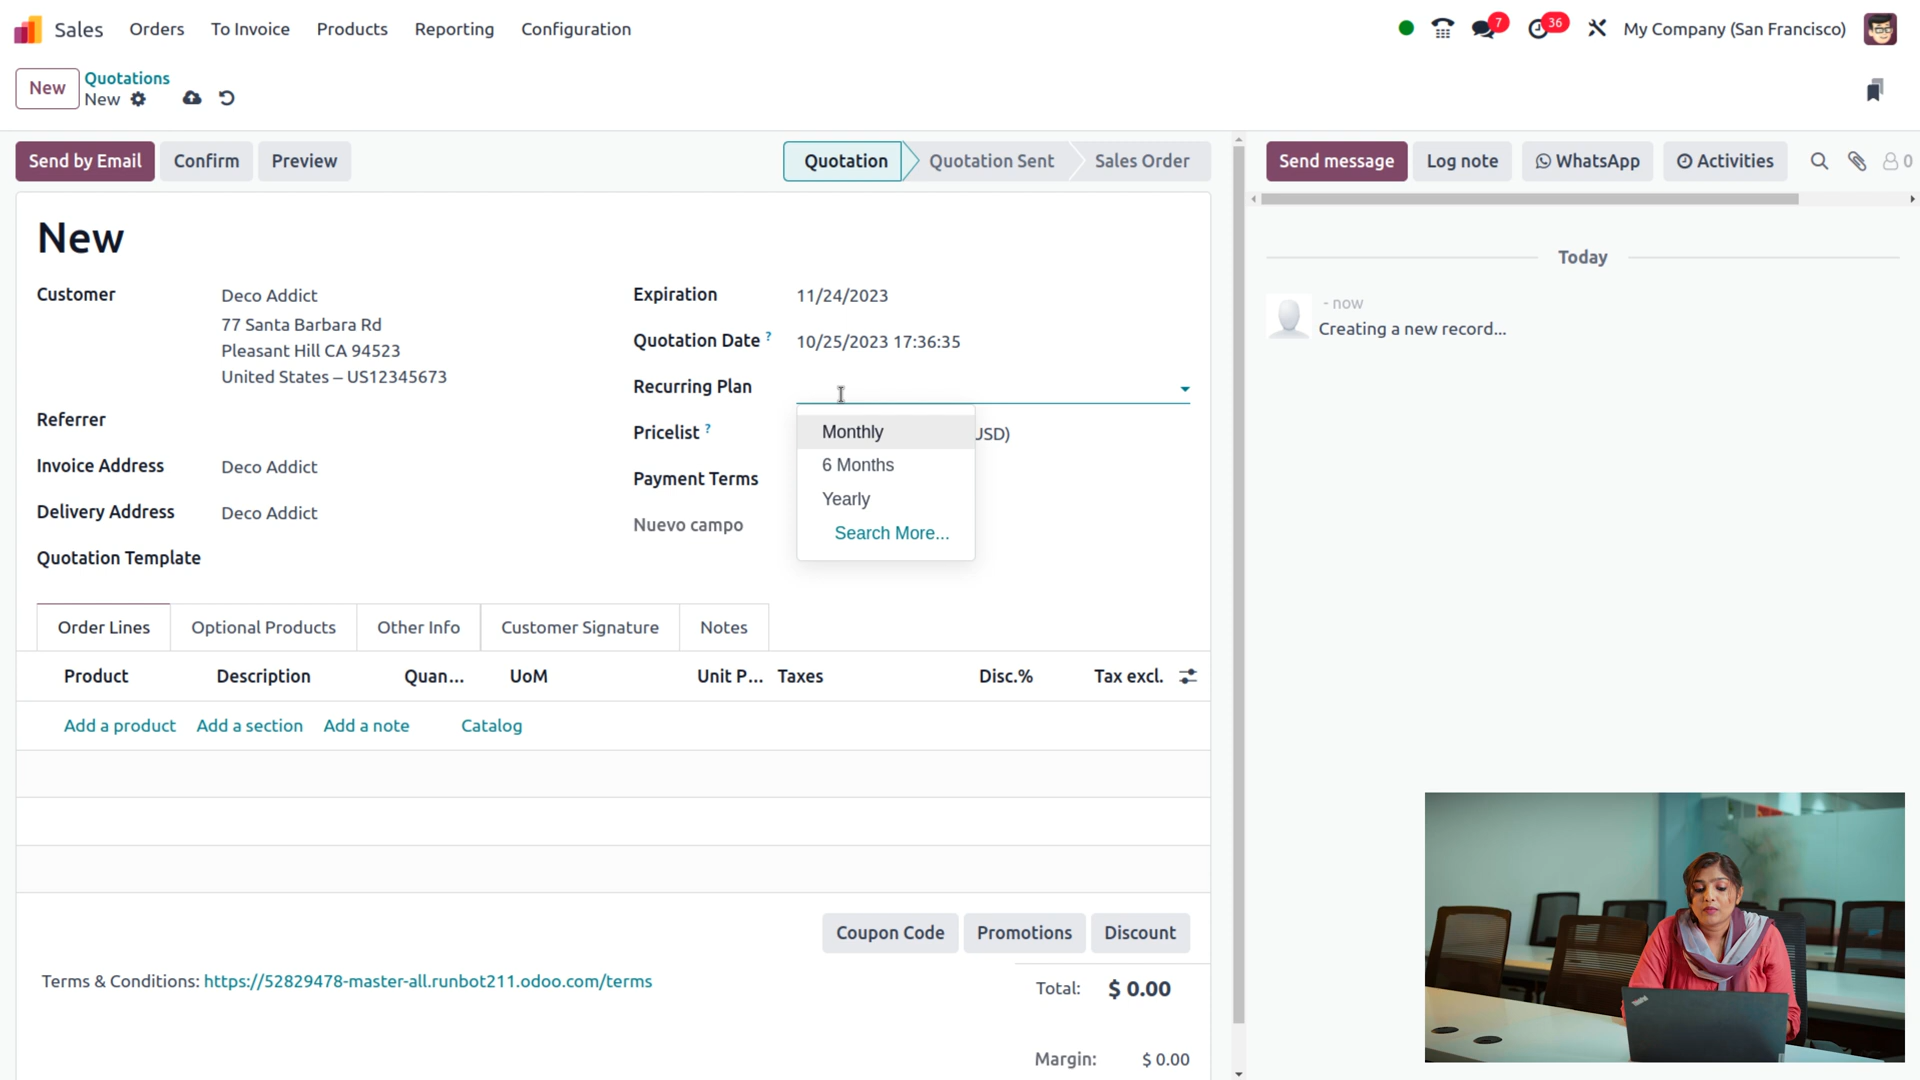 Sales
Orders
To Invoice
Products
Reporting
Configuration
7
36
My Company (San Francisco)
New
Quotations
New
Send by Email
Confirm
Preview
Quotation
Quotation Sent
Sales Order
Send message
Log note
WhatsApp
Activities
0
New
Customer
Deco Addict
77 Santa Barbara Rd
Pleasant Hill CA 94523
United States – US12345673
Referrer
Invoice Address
Deco Addict
Delivery Address
Deco Addict
Quotation Template
Expiration
11/24/2023
Quotation Date ?
10/25/2023 17:36:35
Recurring Plan
Pricelist ?
USD)
Payment Terms
Nuevo campo
Monthly
6 Months
Yearly
Search More...
Today
- now
Creating a new record...
Order Lines
Optional Products
Other Info
Customer Signature
Notes
Product
Description
Quan...
UoM
Unit P...
Taxes
Disc.%
Tax excl.
Add a product
Add a section
Add a note
Catalog
Coupon Code
Promotions
Discount
Terms & Conditions: https://52829478-master-all.runbot211.odoo.com/terms
Total: $ 0.00
Margin: $ 0.00
ThinkPad